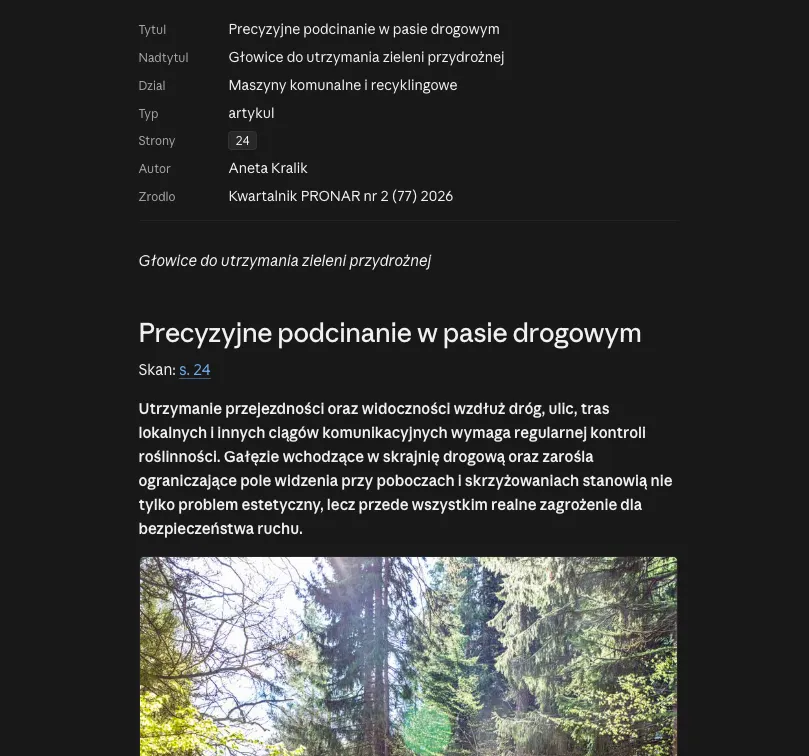 Tytul Precyzyjne podcinanie w pasie drogowym
Nadtytul Głowice do utrzymania zieleni przydrożnej
Dzial Maszyny komunalne i recyklingowe
Typ artykul
Strony 24
Autor Aneta Kralik
Zrodlo Kwartalnik PRONAR nr 2 (77) 2026
Głowice do utrzymania zieleni przydrożnej
Precyzyjne podcinanie w pasie drogowym
Skan: s. 24
Utrzymanie przejezdności oraz widoczności wzdłuż dróg, ulic, tras
lokalnych i innych ciągów komunikacyjnych wymaga regularnej kontroli
roślinności. Gałęzie wchodzące w skrajnię drogową oraz zarośla
ograniczające pole widzenia przy poboczach i skrzyżowaniach stanowią nie
tylko problem estetyczny, lecz przede wszystkim realne zagrożenie dla
bezpieczeństwa ruchu.